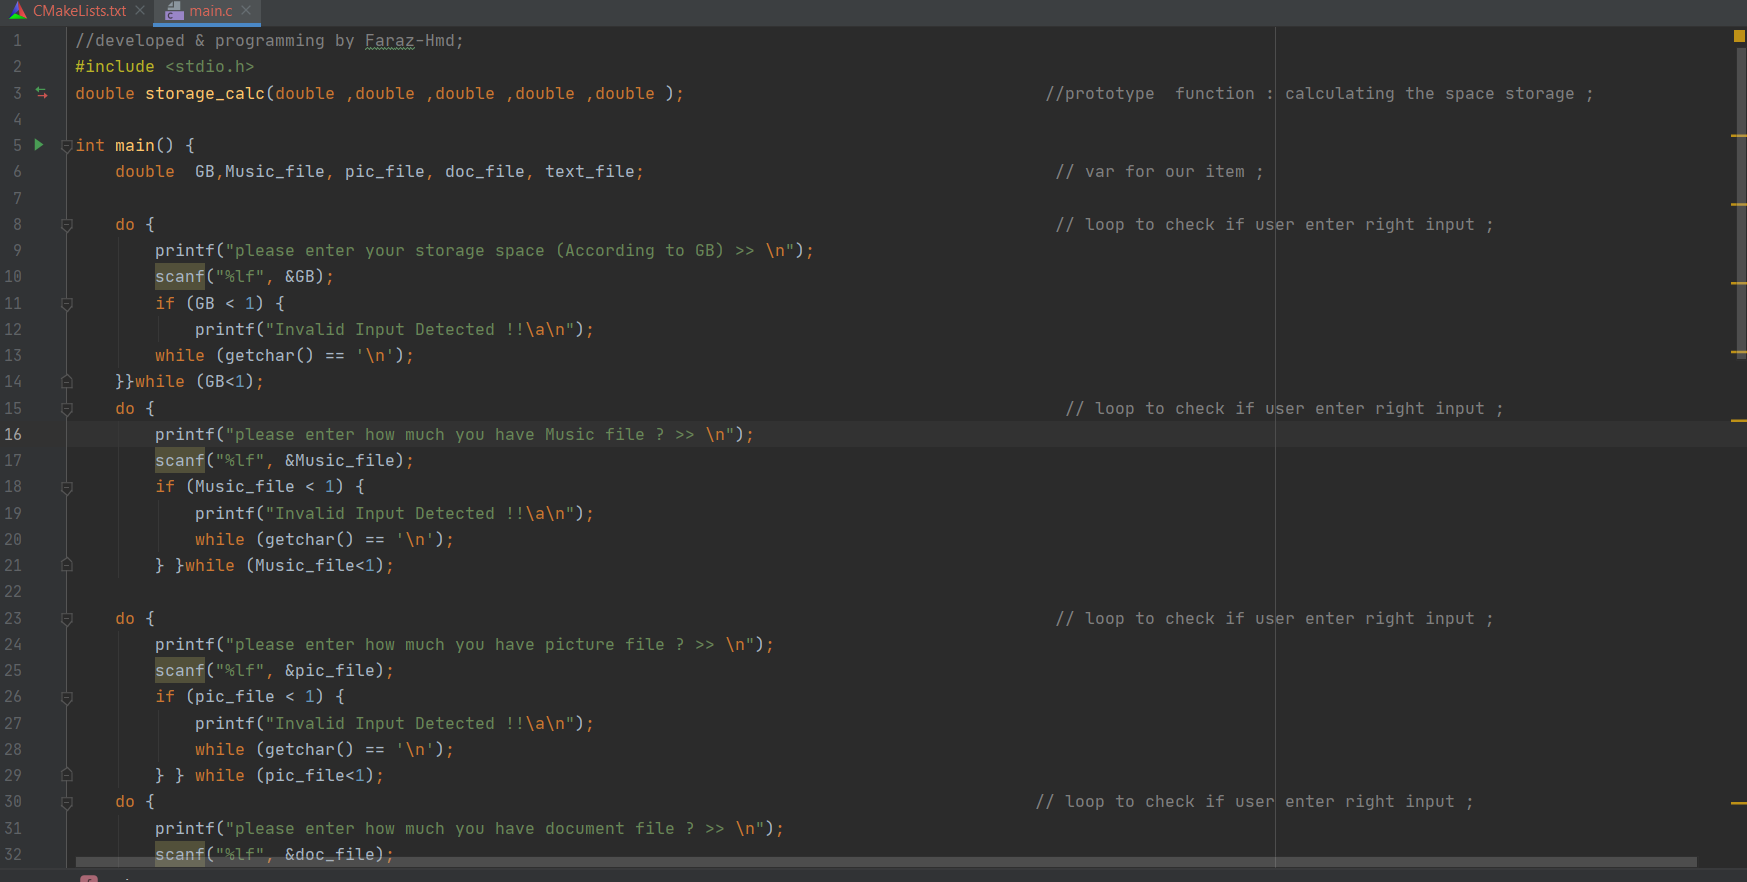 CMakeLists.txt main.c
1 //developed & programming by Faraz-Hmd;
2 #include <stdio.h>
3 double storage_calc(double ,double ,double ,double ,double ); //prototype  function : calculating the space storage ;
4
5 int main() {
6 double  GB,Music_file, pic_file, doc_file, text_file; // var for our item ;
7
8 do { // loop to check if user enter right input ;
9 printf("please enter your storage space (According to GB) >> \n");
10 scanf("%lf", &GB);
11 if (GB < 1) {
12 printf("Invalid Input Detected !!\a\n");
13 while (getchar() == '\n');
14 }}while (GB<1);
15 do { // loop to check if user enter right input ;
16 printf("please enter how much you have Music file ? >> \n");
17 scanf("%lf", &Music_file);
18 if (Music_file < 1) {
19 printf("Invalid Input Detected !!\a\n");
20 while (getchar() == '\n');
21 } }while (Music_file<1);
22
23 do { // loop to check if user enter right input ;
24 printf("please enter how much you have picture file ? >> \n");
25 scanf("%lf", &pic_file);
26 if (pic_file < 1) {
27 printf("Invalid Input Detected !!\a\n");
28 while (getchar() == '\n');
29 } } while (pic_file<1);
30 do { // loop to check if user enter right input ;
31 printf("please enter how much you have document file ? >> \n");
32 scanf("%lf", &doc_file);